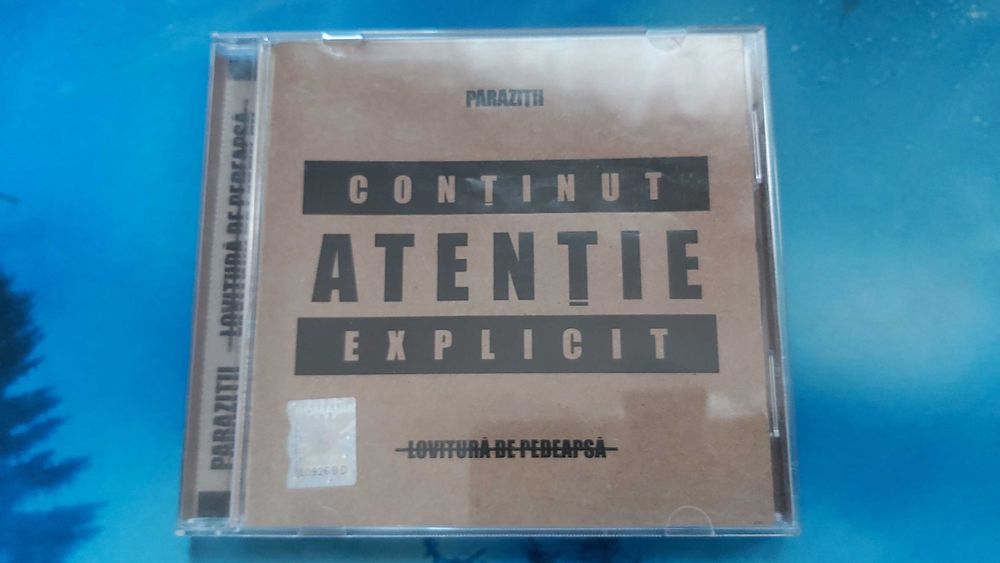 PARAZIȚII
CONȚINUT
ATENȚIE
EXPLICIT
LOVITURĂ DE PEDEAPSĂ
PARAZIȚII LOVITURĂ DE PEDEAPSĂ